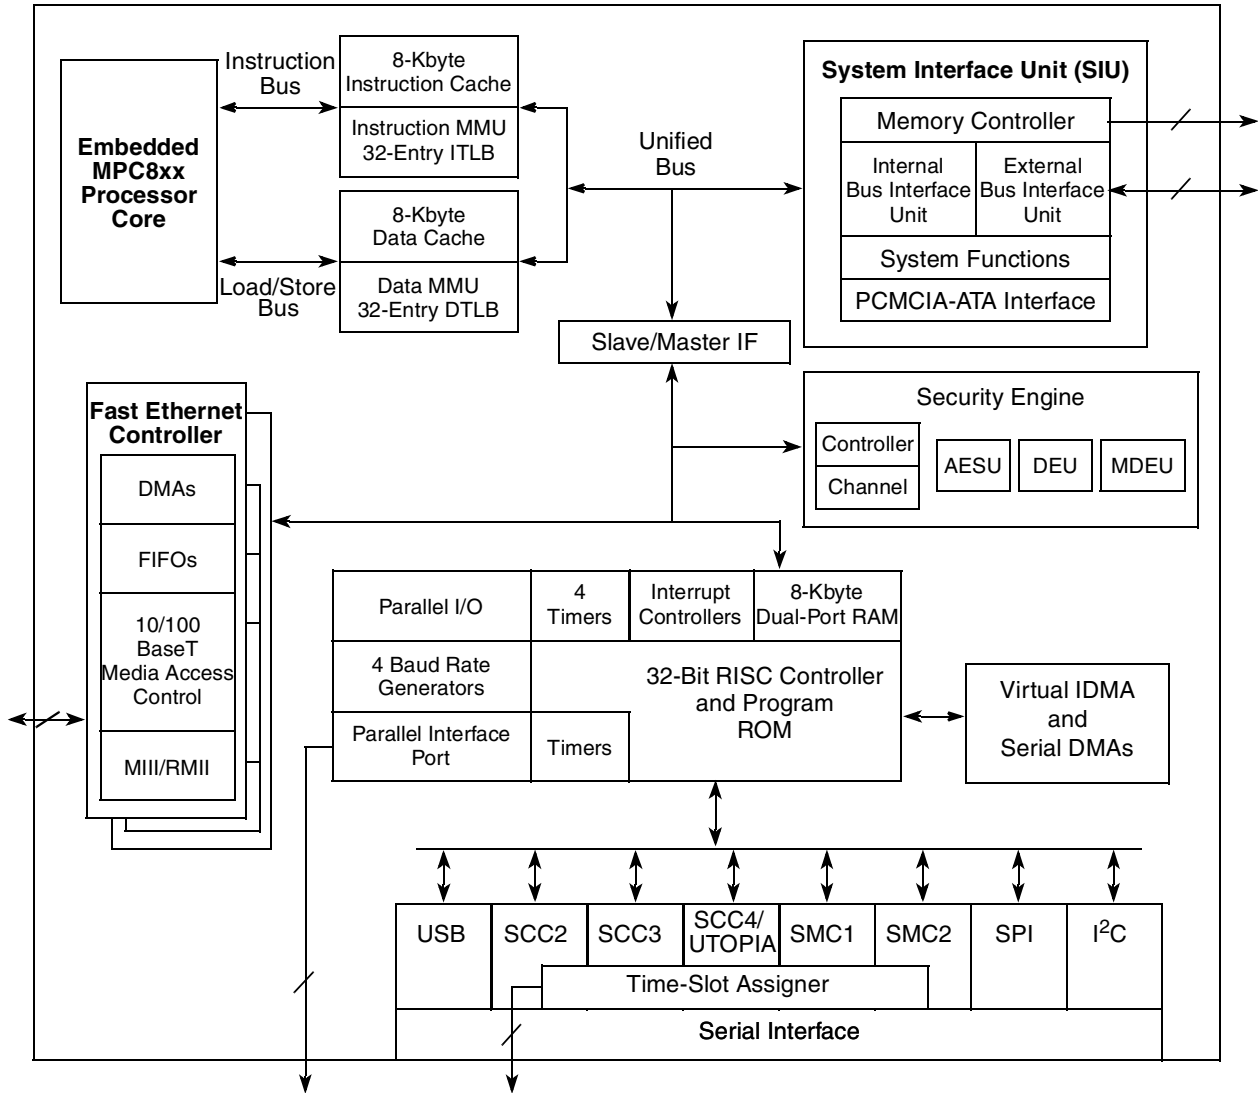 Instruction
Bus
8-Kbyte
Instruction Cache
Instruction MMU
32-Entry ITLB
Embedded
MPC8xx
Processor
Core
8-Kbyte
Data Cache
Load/Store
Bus
Data MMU
32-Entry DTLB
Unified
Bus
System Interface Unit (SIU)
Memory Controller
Internal
Bus Interface
Unit
External
Bus Interface
Unit
System Functions
PCMCIA-ATA Interface
Slave/Master IF
Security Engine
Controller
Channel
AESU
DEU
MDEU
Fast Ethernet
Controller
DMAs
FIFOs
10/100
BaseT
Media Access
Control
MIII/RMII
Parallel I/O
4
Timers
Interrupt
Controllers
8-Kbyte
Dual-Port RAM
4 Baud Rate
Generators
32-Bit RISC Controller
and Program
ROM
Parallel Interface
Port
Timers
Virtual IDMA
and
Serial DMAs
USB
SCC2
SCC3
SCC4/
UTOPIA
SMC1
SMC2
SPI
I²C
Time-Slot Assigner
Serial Interface